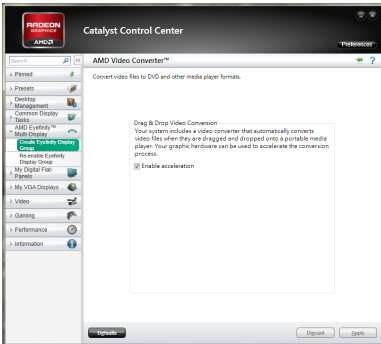 RADEON
GRAPHICS
AMD
Catalyst Control Center
Preferences
Search
AMD Video Converter™
Pinned
Presets
Desktop
Management
Common Display
Tasks
AMD Eyefinity™
Multi-Display
Create Eyefinity Display
Group
Re-enable Eyefinity
Display Group
My Digital Flat-
Panels
My VGA Displays
Video
Gaming
Performance
Information
Convert video files to DVD and other media player formats.
Drag & Drop Video Conversion
Your system includes a video converter that automatically converts
video files when they are dragged and dropped onto a portable media
player. Your graphic hardware can be used to accelerate the conversion
process.
Enable acceleration
Defaults
Discard
Apply